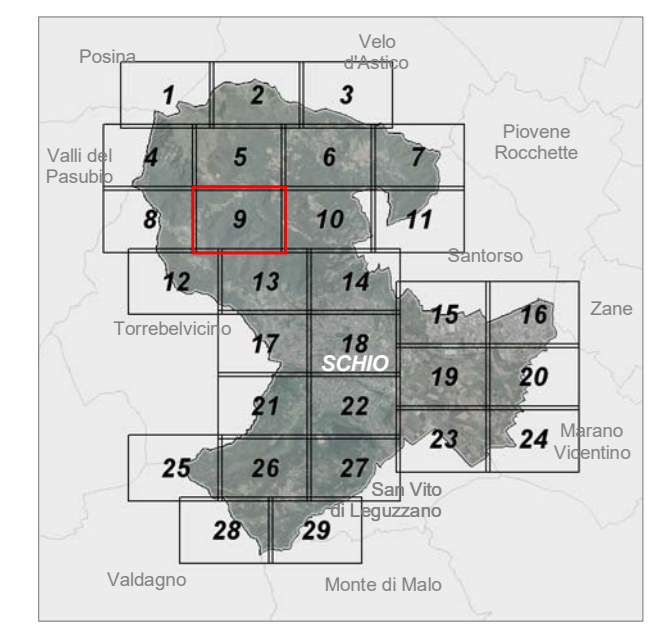 Posina
Velo
d'Astico
1
2
3
Piovene
Rocchette
Valli del
Pasubio
4
5
6
7
8
9
10
11
Santorso
12
13
14
15
16
Zane
Torrebelvicino
17
18
SCHIO
19
20
21
22
23
24
Marano
Vicentino
25
26
27
San Vito
di Leguzzano
28
29
Valdagno
Monte di Malo